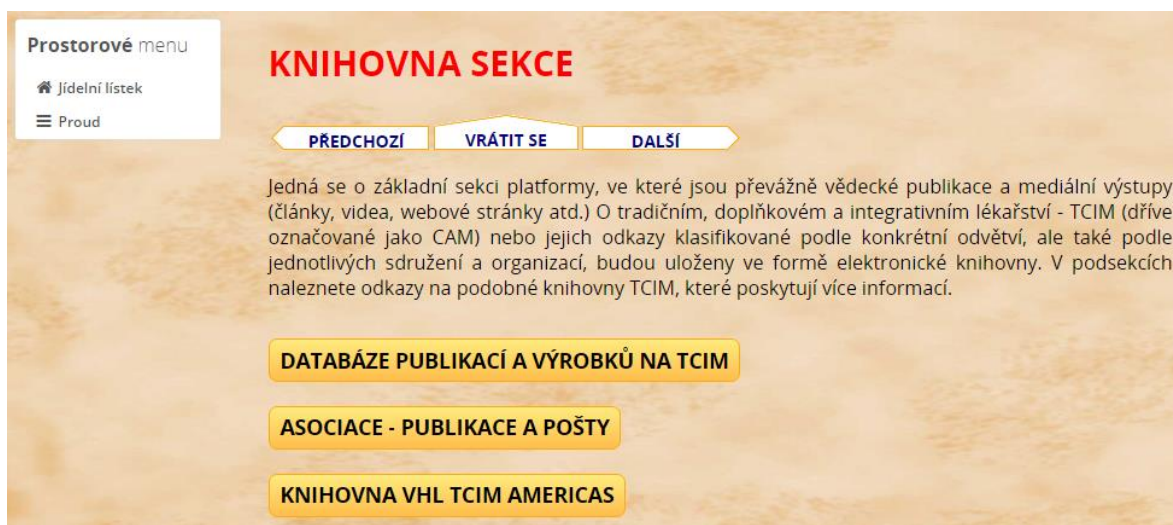 Prostorové menu
Jídelní lístek
Proud
KNIHOVNA SEKCE
PŘEDCHOZÍ
VRÁTIT SE
DALŠÍ
Jedná se o základní sekci platformy, ve které jsou převážně vědecké publikace a mediální výstupy
(články, videa, webové stránky atd.) O tradičním, doplňkovém a integrativním lékařství - TCIM (dříve
označované jako CAM) nebo jejich odkazy klasifikované podle konkrétní odvětví, ale také podle
jednotlivých sdružení a organizací, budou uloženy ve formě elektronické knihovny. V podsekcích
naleznete odkazy na podobné knihovny TCIM, které poskytují více informací.
DATABÁZE PUBLIKACÍ A VÝROBKŮ NA TCIM
ASOCIACE - PUBLIKACE A POŠTY
KNIHOVNA VHL TCIM AMERICAS